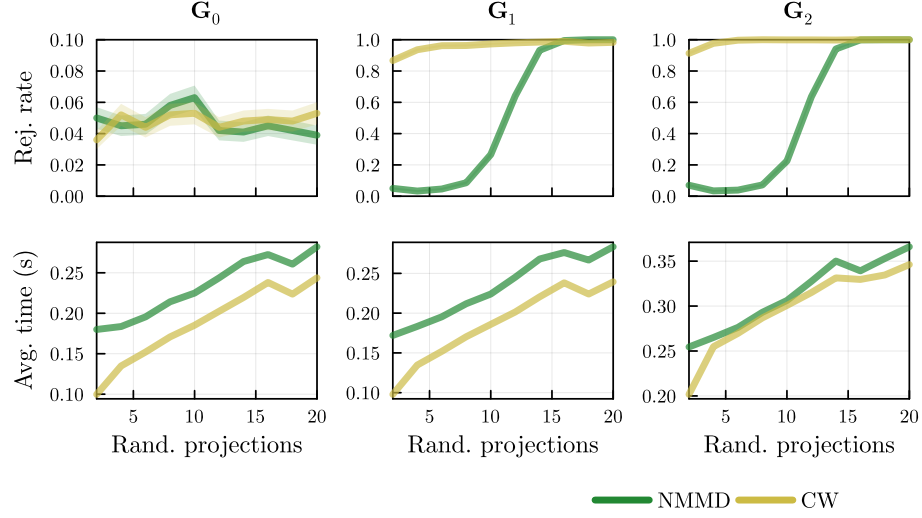 G₀ G₁ G₂
Rej. rate
0.10 1.0 1.0
0.08 0.8 0.8
0.06 0.6 0.6
0.04 0.4 0.4
0.02 0.2 0.2
0.00 0.0 0.0
Avg. time (s)
0.25 0.25 0.35
0.20 0.20 0.30
0.15 0.15 0.25
0.10 0.10 0.20
5 10 15 20 5 10 15 20 5 10 15 20
Rand. projections Rand. projections Rand. projections
NMMD CW